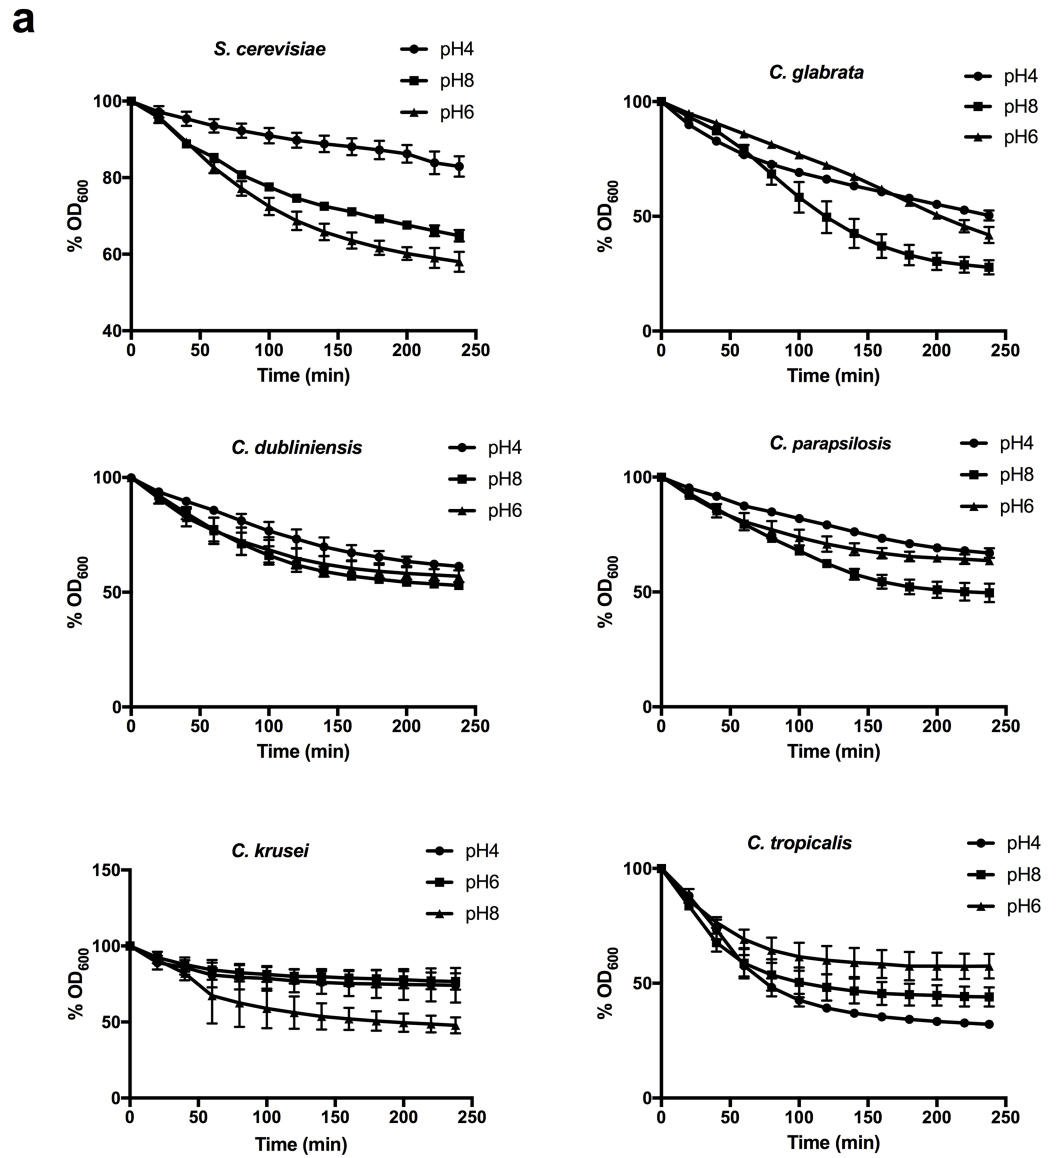 a
S. cerevisiae
pH4
pH8
pH6
100
80
60
40
% OD600
0 50 100 150 200 250
Time (min)
C. glabrata
pH4
pH8
pH6
100
50
0
% OD600
0 50 100 150 200 250
Time (min)
C. dubliniensis
pH4
pH8
pH6
100
50
0
% OD600
0 50 100 150 200 250
Time (min)
C. parapsilosis
pH4
pH8
pH6
100
50
0
% OD600
0 50 100 150 200 250
Time (min)
C. krusei
pH4
pH6
pH8
150
100
50
0
% OD600
0 50 100 150 200 250
Time (min)
C. tropicalis
pH4
pH8
pH6
100
50
0
% OD600
0 50 100 150 200 250
Time (min)